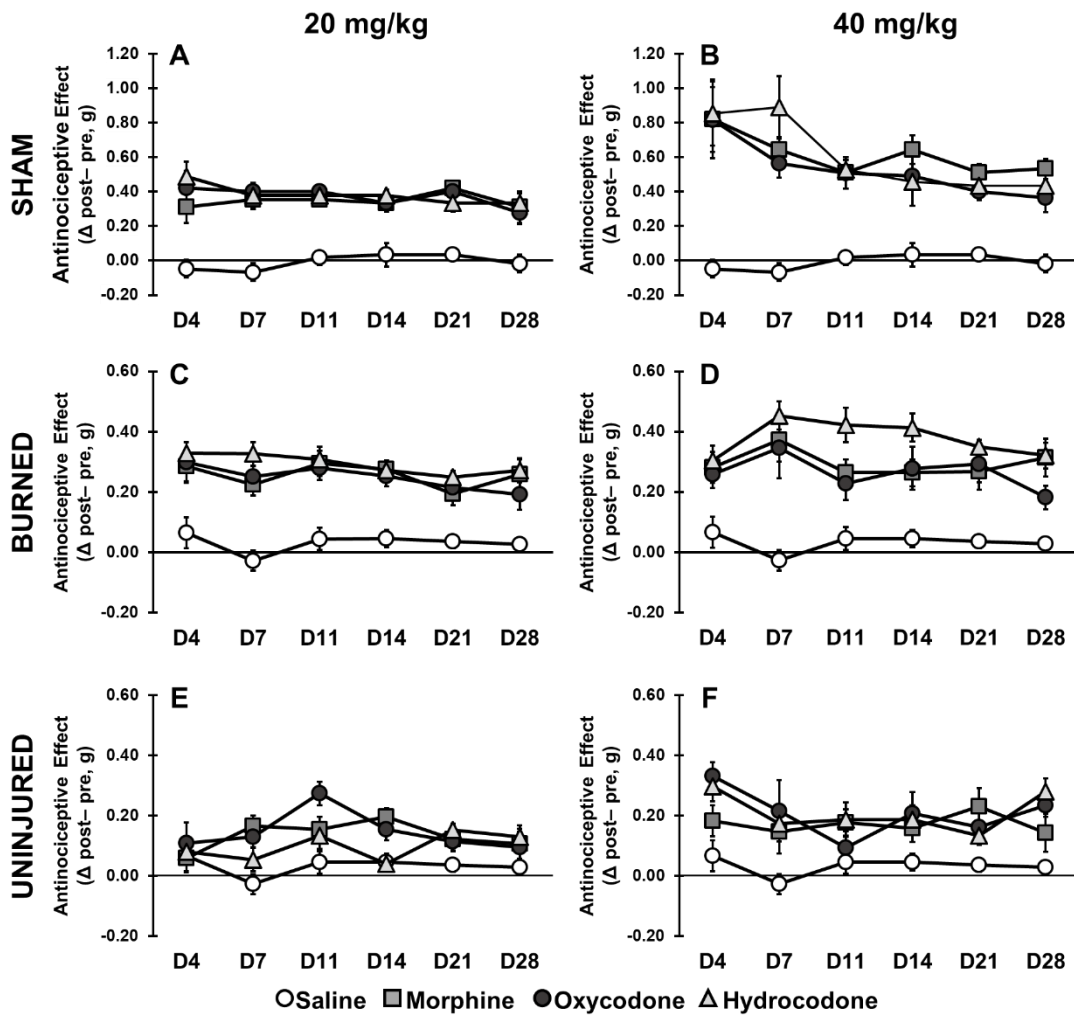 20 mg/kg 40 mg/kg
SHAM
Antinociceptive Effect
(Δ post– pre, g)
A
1.20
1.00
0.80
0.60
0.40
0.20
0.00
-0.20
D4 D7 D11 D14 D21 D28
Antinociceptive Effect
(Δ post– pre, g)
B
1.20
1.00
0.80
0.60
0.40
0.20
0.00
-0.20
D4 D7 D11 D14 D21 D28
BURNED
Antinociceptive Effect
(Δ post– pre, g)
C
0.60
0.40
0.20
0.00
-0.20
D4 D7 D11 D14 D21 D28
Antinociceptive Effect
(Δ post– pre, g)
D
0.60
0.40
0.20
0.00
-0.20
D4 D7 D11 D14 D21 D28
UNINJURED
Antinociceptive Effect
(Δ post– pre, g)
E
0.60
0.40
0.20
0.00
-0.20
D4 D7 D11 D14 D21 D28
Antinociceptive Effect
(Δ post– pre, g)
F
0.60
0.40
0.20
0.00
-0.20
D4 D7 D11 D14 D21 D28
Saline Morphine Oxycodone Hydrocodone